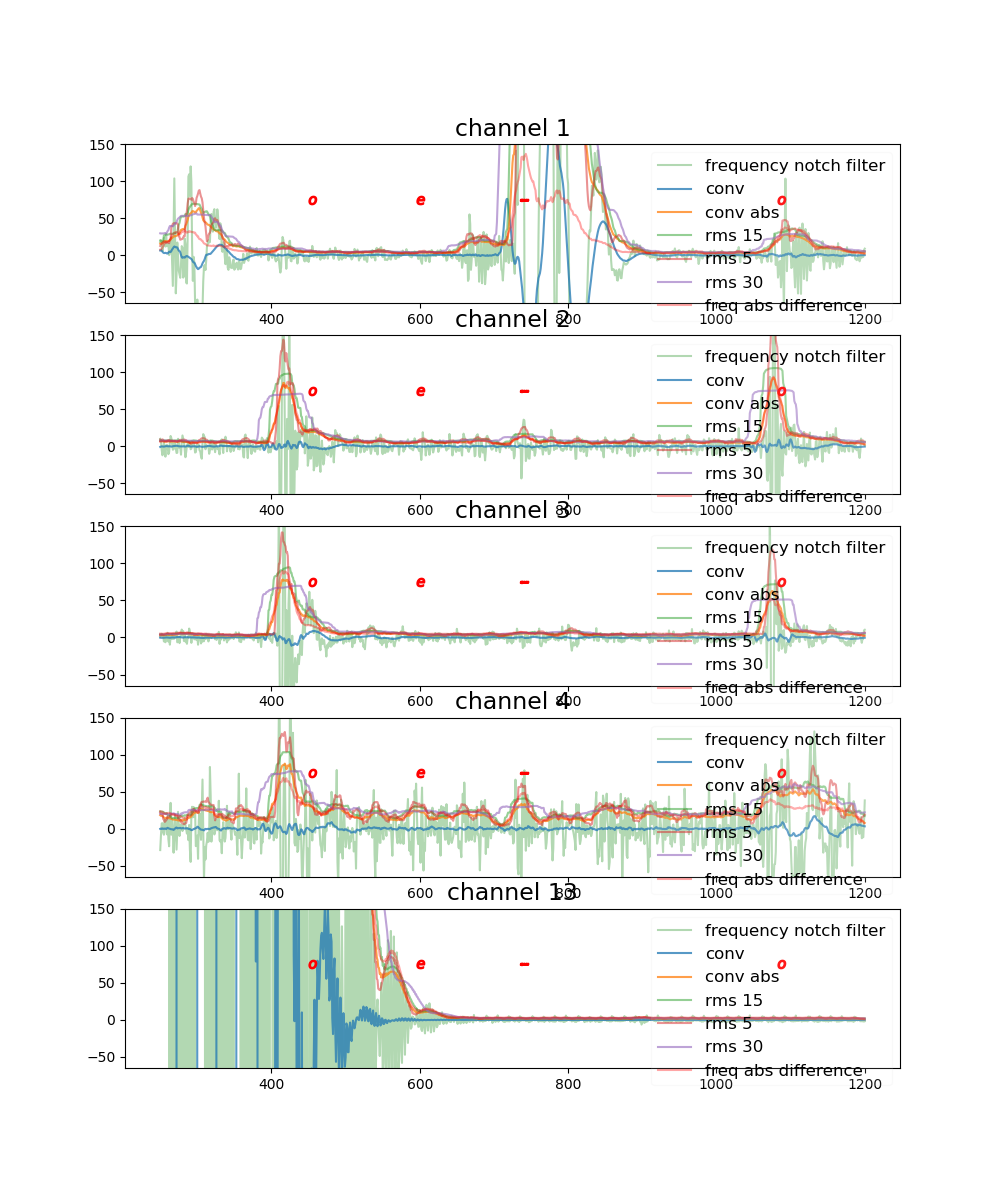 channel 1
150
100
50
0
−50
o e - o
frequency notch filter
conv
conv abs
rms 15
rms 5
rms 30
freq abs difference
400 600 800 1000 1200
channel 2
150
100
50
0
−50
o e - o
frequency notch filter
conv
conv abs
rms 15
rms 5
rms 30
freq abs difference
400 600 800 1000 1200
channel 3
150
100
50
0
−50
o e - o
frequency notch filter
conv
conv abs
rms 15
rms 5
rms 30
freq abs difference
400 600 800 1000 1200
channel 4
150
100
50
0
−50
o e - o
frequency notch filter
conv
conv abs
rms 15
rms 5
rms 30
freq abs difference
400 600 800 1000 1200
channel 13
150
100
50
0
−50
o e - o
frequency notch filter
conv
conv abs
rms 15
rms 5
rms 30
freq abs difference
400 600 800 1000 1200